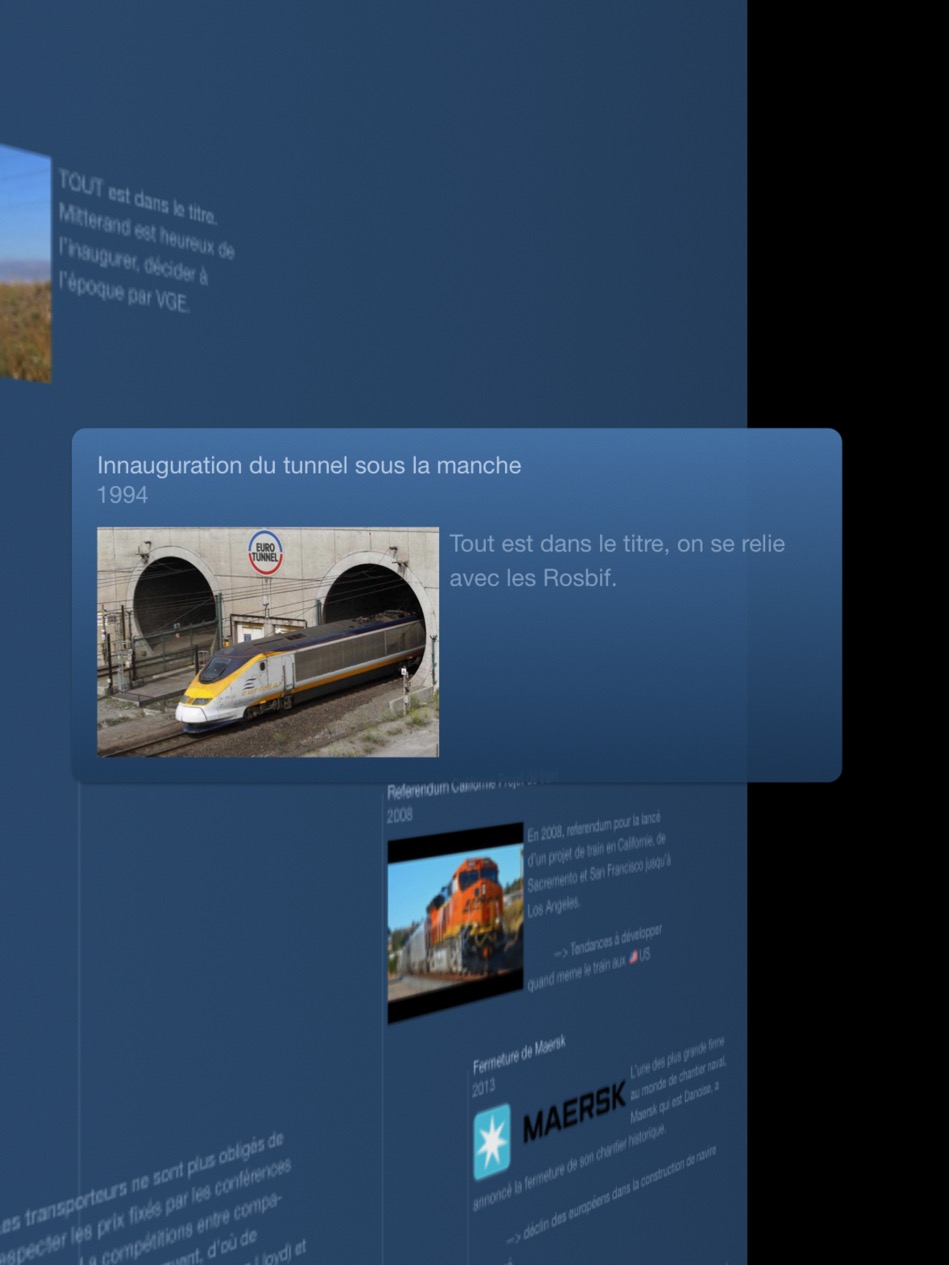 TOUT est dans le titre.
Mitterand est heureux de
l'inaugurer, décider à
l'époque par VGE.
Innauguration du tunnel sous la manche
1994
EURO
TUNNEL
Tout est dans le titre, on se relie
avec les Rosbif.
Referendum Californie Projet de train
2008
En 2008, referendum pour la lancé
d'un projet de train en Californie, de
Sacremento et San Francisco jusqu'à
Los Angeles.
--> Tendances à développer
quand meme le train aux 🇺🇸US
Fermeture de Maersk
2013
MAERSK
L'une des plus grande firme
au monde de chantier naval,
Maersk qui est Danoise, a
annoncé la fermeture de son chantier historique.
--> déclin des européens dans la construction de navire
es transporteurs ne sont plus obligés de
especter les prix fixés par les conférences
compétitions entre compa-
d'où de
Lloyd) et